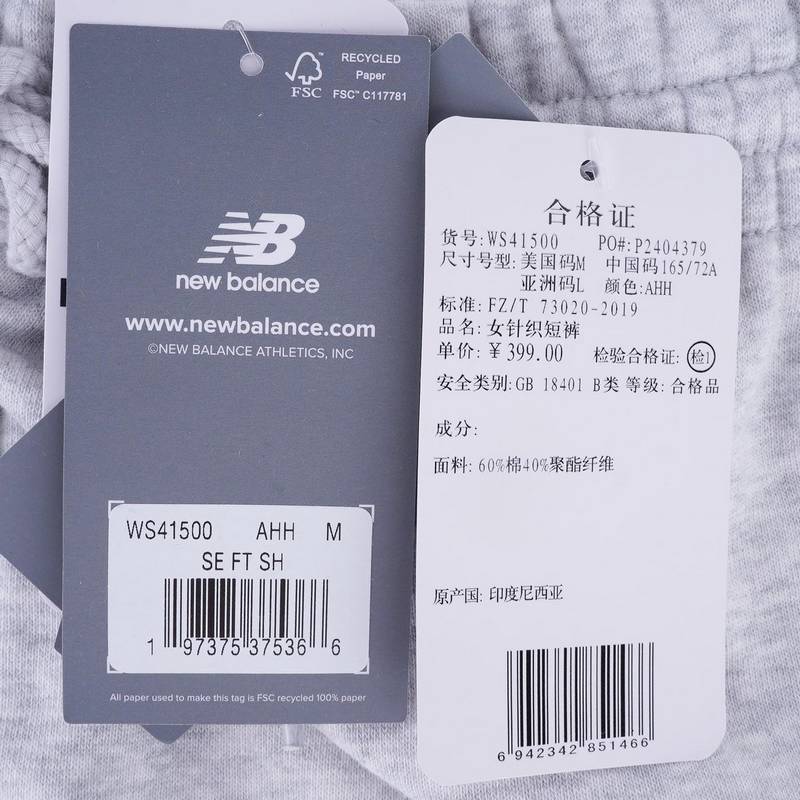 FSC
RECYCLED
Paper
FSC™ C117781
new balance
www.newbalance.com
©NEW BALANCE ATHLETICS, INC
WS41500 AHH M
SE FT SH
1 97375 37536 6
All paper used to make this tag is FSC recycled 100% paper
合格证
货号: WS41500 PO#: P2404379
尺寸号型: 美国码M 中国码165/72A
亚洲码L 颜色: AHH
标准: FZ/T 73020-2019
品名: 女针织短裤
单价: ¥399.00 检验合格证: 检1
安全类别: GB 18401 B类 等级: 合格品
成分:
面料: 60%棉40%聚酯纤维
原产国: 印度尼西亚
6 942342 851466